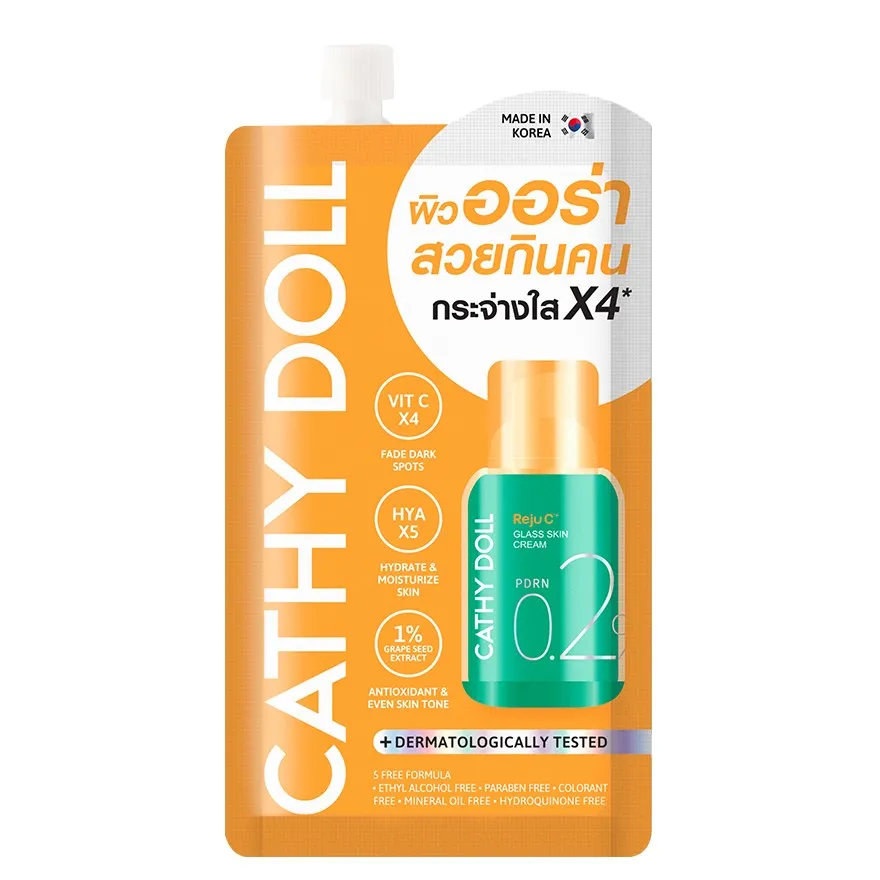 MADE IN
KOREA
ผิวออร่า
สวยกินคน
กระจ่างใส X4*
CATHY DOLL
VIT C
X4
FADE DARK
SPOTS
HYA
X5
HYDRATE &
MOISTURIZE
SKIN
1%
GRAPE SEED
EXTRACT
ANTIOXIDANT &
EVEN SKIN TONE
CATHY DOLL
Reju C™
GLASS SKIN
CREAM
PDRN
0.2%
+ DERMATOLOGICALLY TESTED
5 FREE FORMULA
• ETHYL ALCOHOL FREE • PARABEN FREE • COLORANT
FREE • MINERAL OIL FREE • HYDROQUINONE FREE